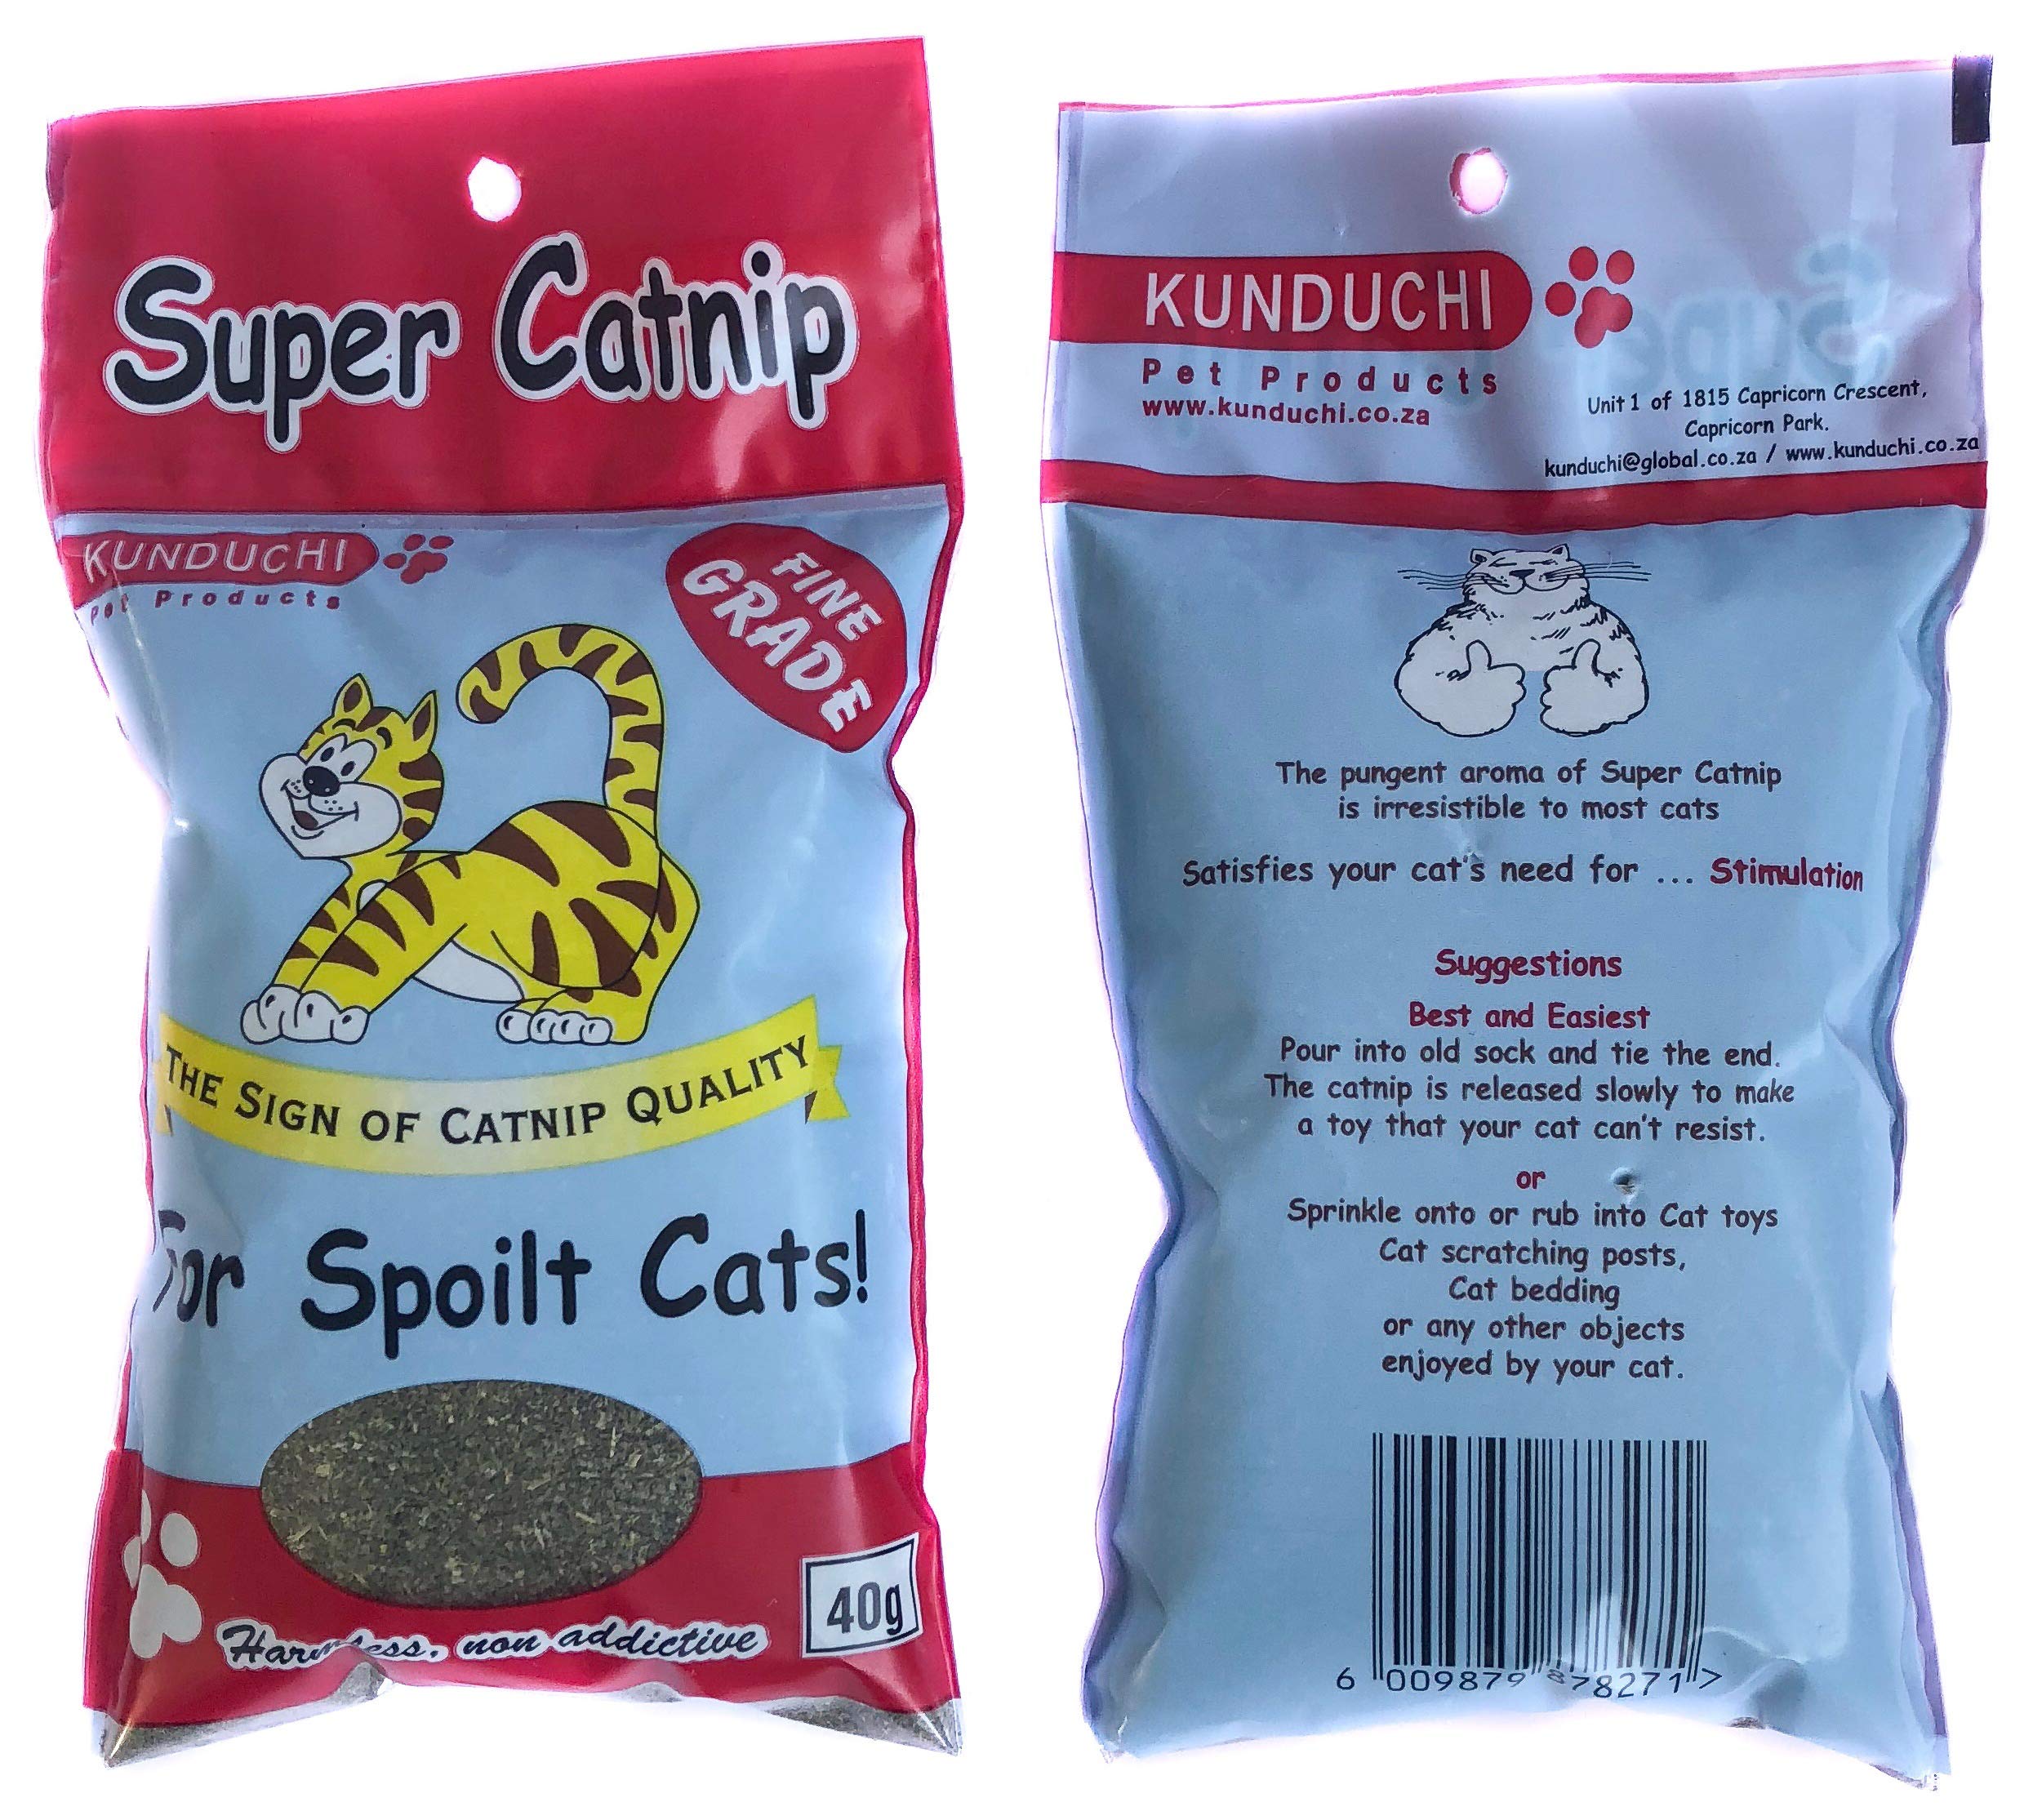 Super Catnip
KUNDUCHI
Pet Products
FINE
GRADE
THE SIGN OF CATNIP QUALITY
For Spoilt Cats!
Harmless, non addictive
40g
KUNDUCHI
Pet Products
www.kunduchi.co.za
Unit 1 of 1815 Capricorn Crescent,
Capricorn Park.
kunduchi@global.co.za / www.kunduchi.co.za
The pungent aroma of Super Catnip
is irresistible to most cats
Satisfies your cat's need for ... Stimulation
Suggestions
Best and Easiest
Pour into old sock and tie the end.
The catnip is released slowly to make
a toy that your cat can't resist.
or
Sprinkle onto or rub into Cat toys
Cat scratching posts,
Cat bedding
or any other objects
enjoyed by your cat.
6 009879 878271 >